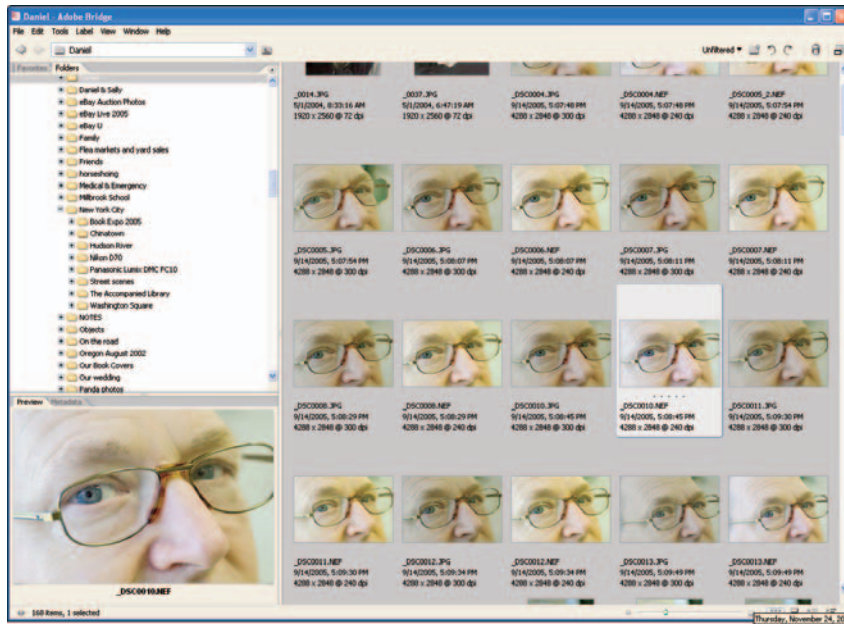 Daniel - Adobe Bridge
File Edit Tools Label View Window Help
Daniel
Unfiltered
Favorites Folders
Daniel & Sally
eBay Auction Photos
eBay Live 2005
eBay U
Family
Flea markets and yard sales
Friends
horseshoing
Medical & Emergency
Millbrook School
New York City
Book Expo 2005
Chinatown
Hudson River
Nikon D70
Panasonic Lumix DMC FC10
Street scenes
The Accompanied Library
Washington Square
NOTES
Objects
On the road
Oregon August 2002
Our Book Covers
Our wedding
Panda photos
Preview Metadata
_DSC0010.NEF
168 items, 1 selected
_0014.JPG _0037.JPG _DSC0004.JPG _DSC0004.NEF _DSC0005_2.NEF
5/1/2004, 8:33:16 AM 5/1/2004, 6:47:19 AM 9/14/2005, 5:07:48 PM 9/14/2005, 5:07:48 PM 9/14/2005, 5:07:54 PM
1920 x 2560 @ 72 dpi 1920 x 2560 @ 72 dpi 4288 x 2848 @ 300 dpi 4288 x 2848 @ 240 dpi 4288 x 2848 @ 240 dpi
_DSC0005.JPG _DSC0006.JPG _DSC0006.NEF _DSC0007.JPG _DSC0007.NEF
9/14/2005, 5:07:54 PM 9/14/2005, 5:08:07 PM 9/14/2005, 5:08:07 PM 9/14/2005, 5:08:11 PM 9/14/2005, 5:08:11 PM
4288 x 2848 @ 300 dpi 4288 x 2848 @ 300 dpi 4288 x 2848 @ 240 dpi 4288 x 2848 @ 300 dpi 4288 x 2848 @ 240 dpi
_DSC0008.JPG _DSC0008.NEF _DSC0010.JPG _DSC0010.NEF _DSC0011.JPG
9/14/2005, 5:08:29 PM 9/14/2005, 5:08:29 PM 9/14/2005, 5:08:45 PM 9/14/2005, 5:08:45 PM 9/14/2005, 5:09:30 PM
4288 x 2848 @ 300 dpi 4288 x 2848 @ 240 dpi 4288 x 2848 @ 300 dpi 4288 x 2848 @ 240 dpi 4288 x 2848 @ 300 dpi
_DSC0011.NEF _DSC0012.JPG _DSC0012.NEF _DSC0013.JPG _DSC0013.NEF
9/14/2005, 5:09:30 PM 9/14/2005, 5:09:34 PM 9/14/2005, 5:09:34 PM 9/14/2005, 5:09:49 PM 9/14/2005, 5:09:49 PM
4288 x 2848 @ 240 dpi 4288 x 2848 @ 300 dpi 4288 x 2848 @ 240 dpi 4288 x 2848 @ 300 dpi 4288 x 2848 @ 240 dpi
Thursday, November 24, 20